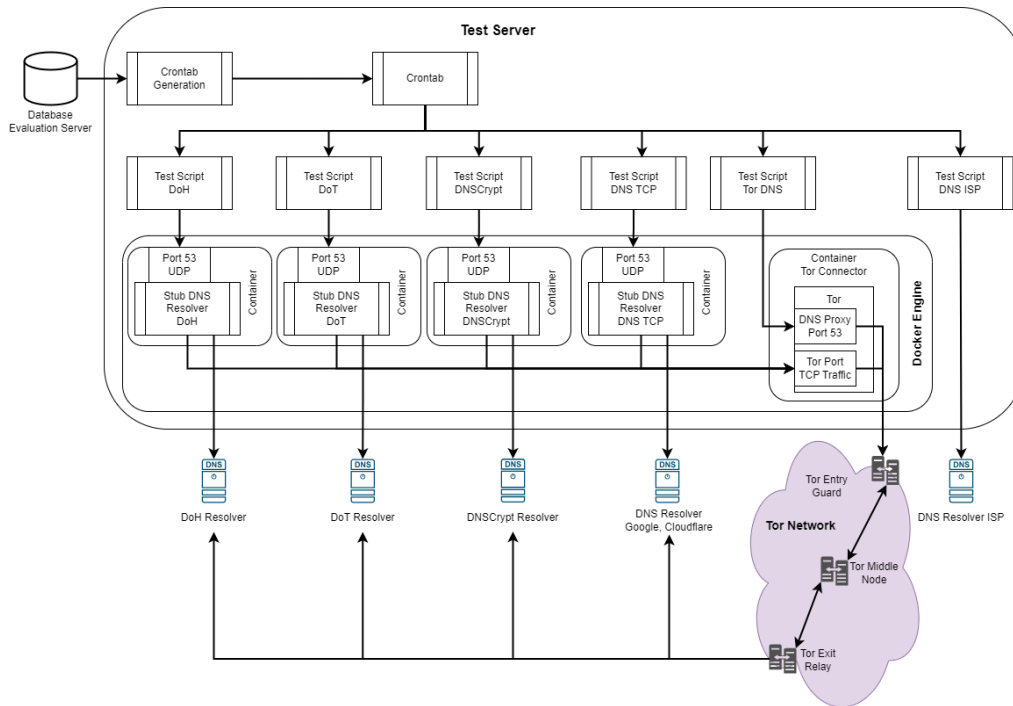 Test Server
Database
Evaluation Server
Crontab
Generation
Crontab
Test Script
DoH
Test Script
DoT
Test Script
DNSCrypt
Test Script
DNS TCP
Test Script
Tor DNS
Test Script
DNS ISP
Port 53
UDP
Stub DNS
Resolver
DoH
Container
Port 53
UDP
Stub DNS
Resolver
DoT
Container
Port 53
UDP
Stub DNS
Resolver
DNSCrypt
Container
Port 53
UDP
Stub DNS
Resolver
DNS TCP
Container
Container
Tor Connector
Tor
DNS Proxy
Port 53
Tor Port
TCP Traffic
Docker Engine
DNS
DoH Resolver
DNS
DoT Resolver
DNS
DNSCrypt Resolver
DNS
DNS Resolver
Google, Cloudflare
Tor Entry
Guard
DNS
DNS Resolver ISP
Tor Network
Tor Middle
Node
Tor Exit
Relay